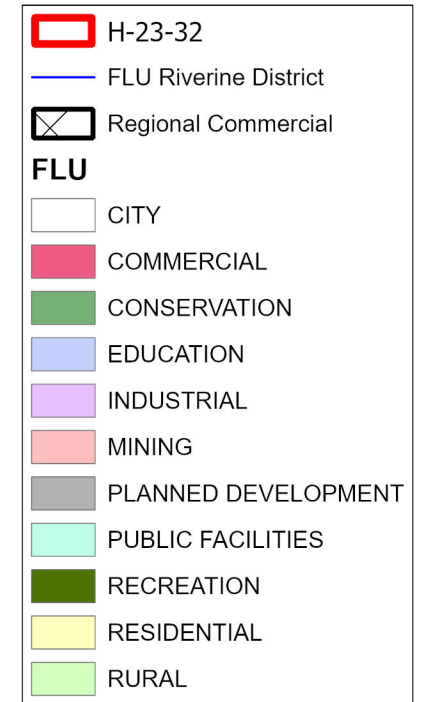 H-23-32
FLU Riverine District
Regional Commercial
FLU
CITY
COMMERCIAL
CONSERVATION
EDUCATION
INDUSTRIAL
MINING
PLANNED DEVELOPMENT
PUBLIC FACILITIES
RECREATION
RESIDENTIAL
RURAL